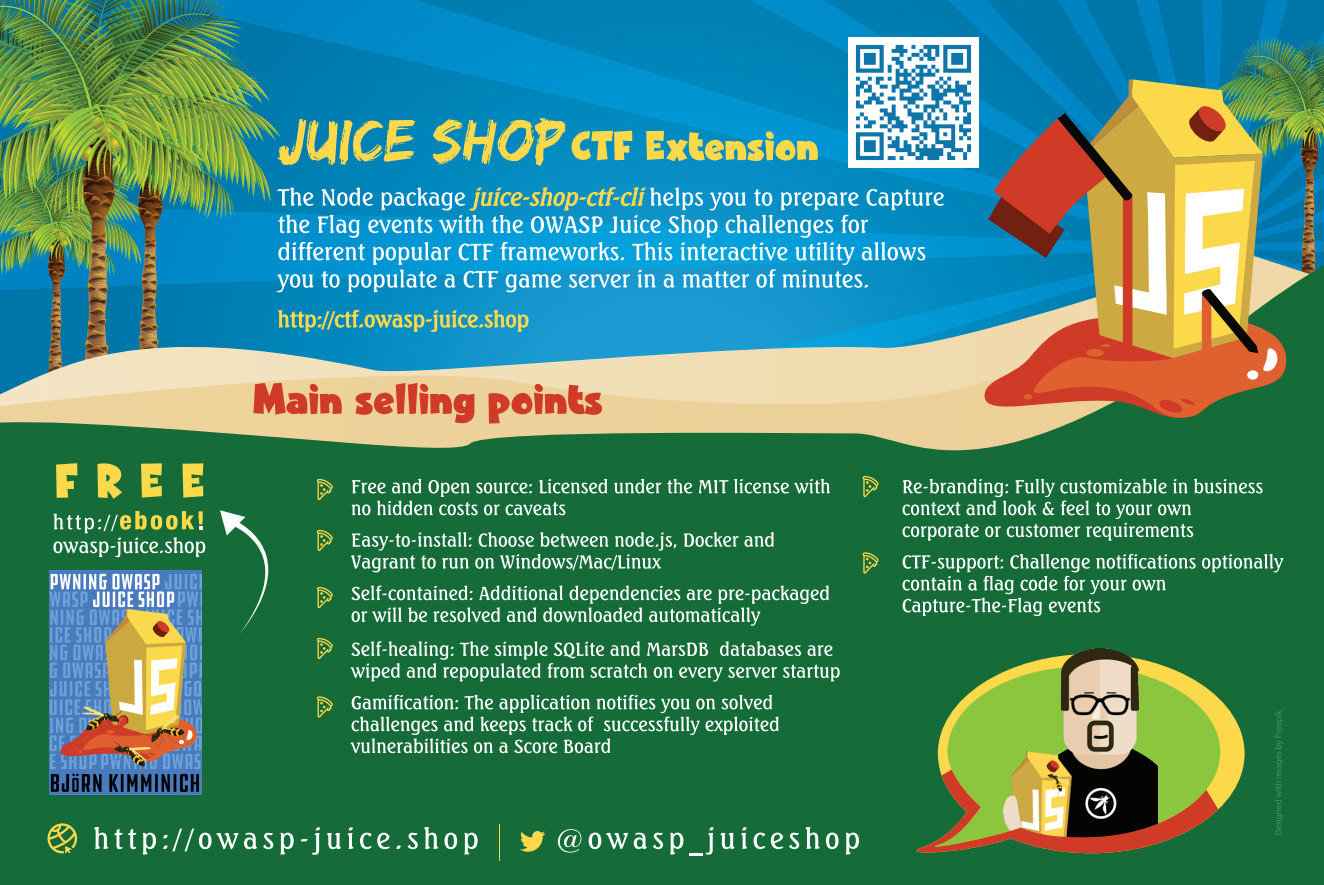 JUICE SHOP CTF Extension
The Node package juice-shop-ctf-cli helps you to prepare Capture
the Flag events with the OWASP Juice Shop challenges for
different popular CTF frameworks. This interactive utility allows
you to populate a CTF game server in a matter of minutes.
http://ctf.owasp-juice.shop
JS
Main selling points
FREE
http://ebook!
owasp-juice.shop
PWNING OWASP
JUICE SHOP
JS
BJÖRN KIMMINICH
Free and Open source: Licensed under the MIT license with
no hidden costs or caveats
Easy-to-install: Choose between node.js, Docker and
Vagrant to run on Windows/Mac/Linux
Self-contained: Additional dependencies are pre-packaged
or will be resolved and downloaded automatically
Self-healing: The simple SQLite and MarsDB databases are
wiped and repopulated from scratch on every server startup
Gamification: The application notifies you on solved
challenges and keeps track of successfully exploited
vulnerabilities on a Score Board
Re-branding: Fully customizable in business
context and look & feel to your own
corporate or customer requirements
CTF-support: Challenge notifications optionally
contain a flag code for your own
Capture-The-Flag events
JS
Designed with images by Freepik
http://owasp-juice.shop
@owasp_juiceshop